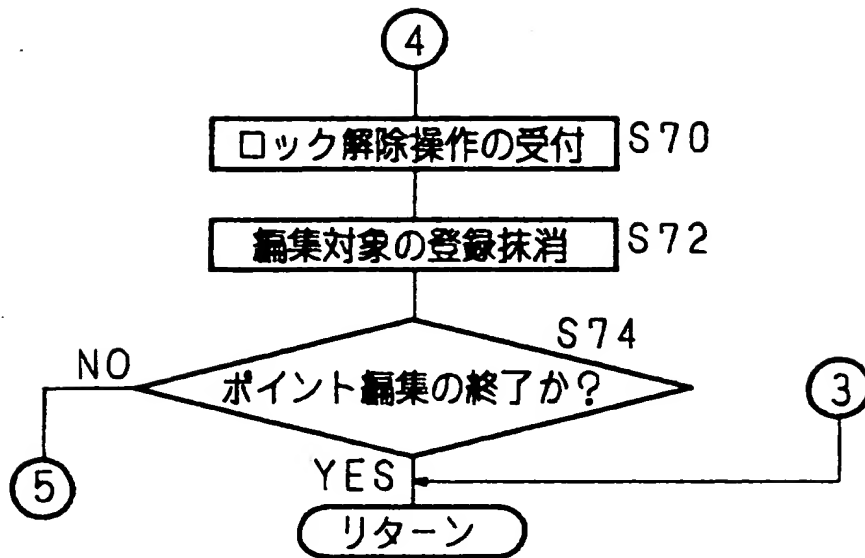 ④
ロック解除操作の受付 S70
編集対象の登録抹消 S72
S74
NO
ポイント編集の終了か?
③
⑤
YES
リターン